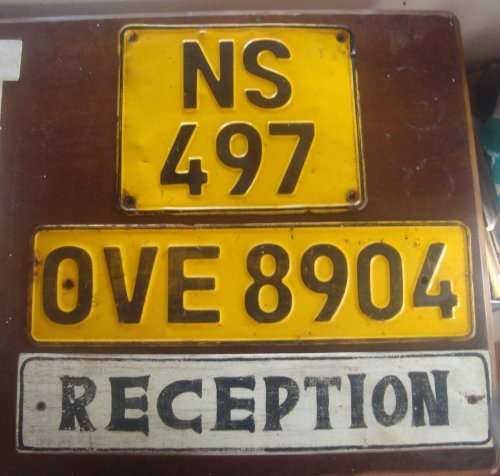 NS
497
OVE 8904
RECEPTION